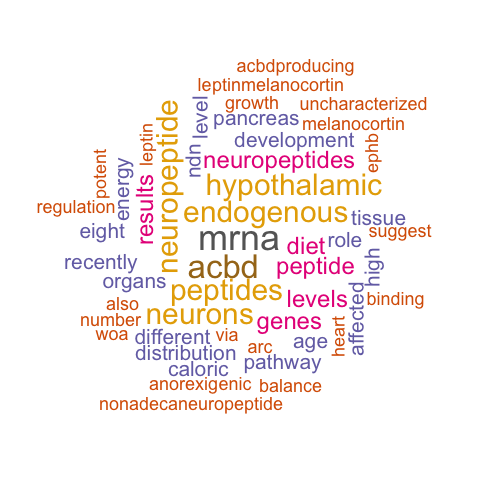 acbdproducing
leptinmelanocortin
growth
uncharacterized
level
pancreas
melanocortin
neuropeptide
leptin
ndn
development
ephb
potent
energy
results
neuropeptides
hypothalamic
regulation
endogenous
tissue
eight
mrna
diet
role
suggest
recently
acbd
peptide
high
organs
peptides
levels
affected
binding
also
number
neurons
genes
woa
different
via
arc
age
heart
distribution
pathway
caloric
anorexigenic
balance
nonadecaneuropeptide